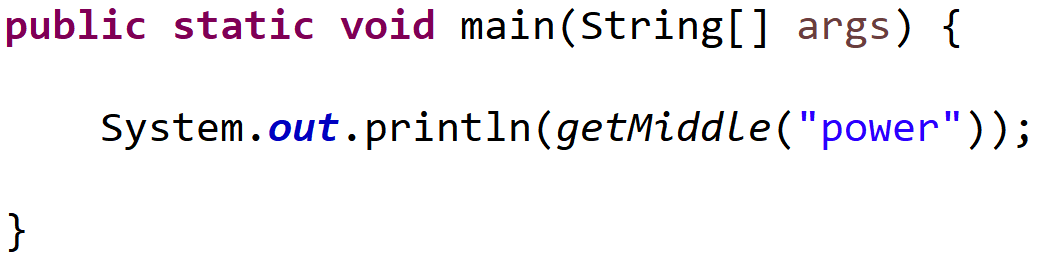 public static void main(String[] args) {
System.out.println(getMiddle("power"));
}